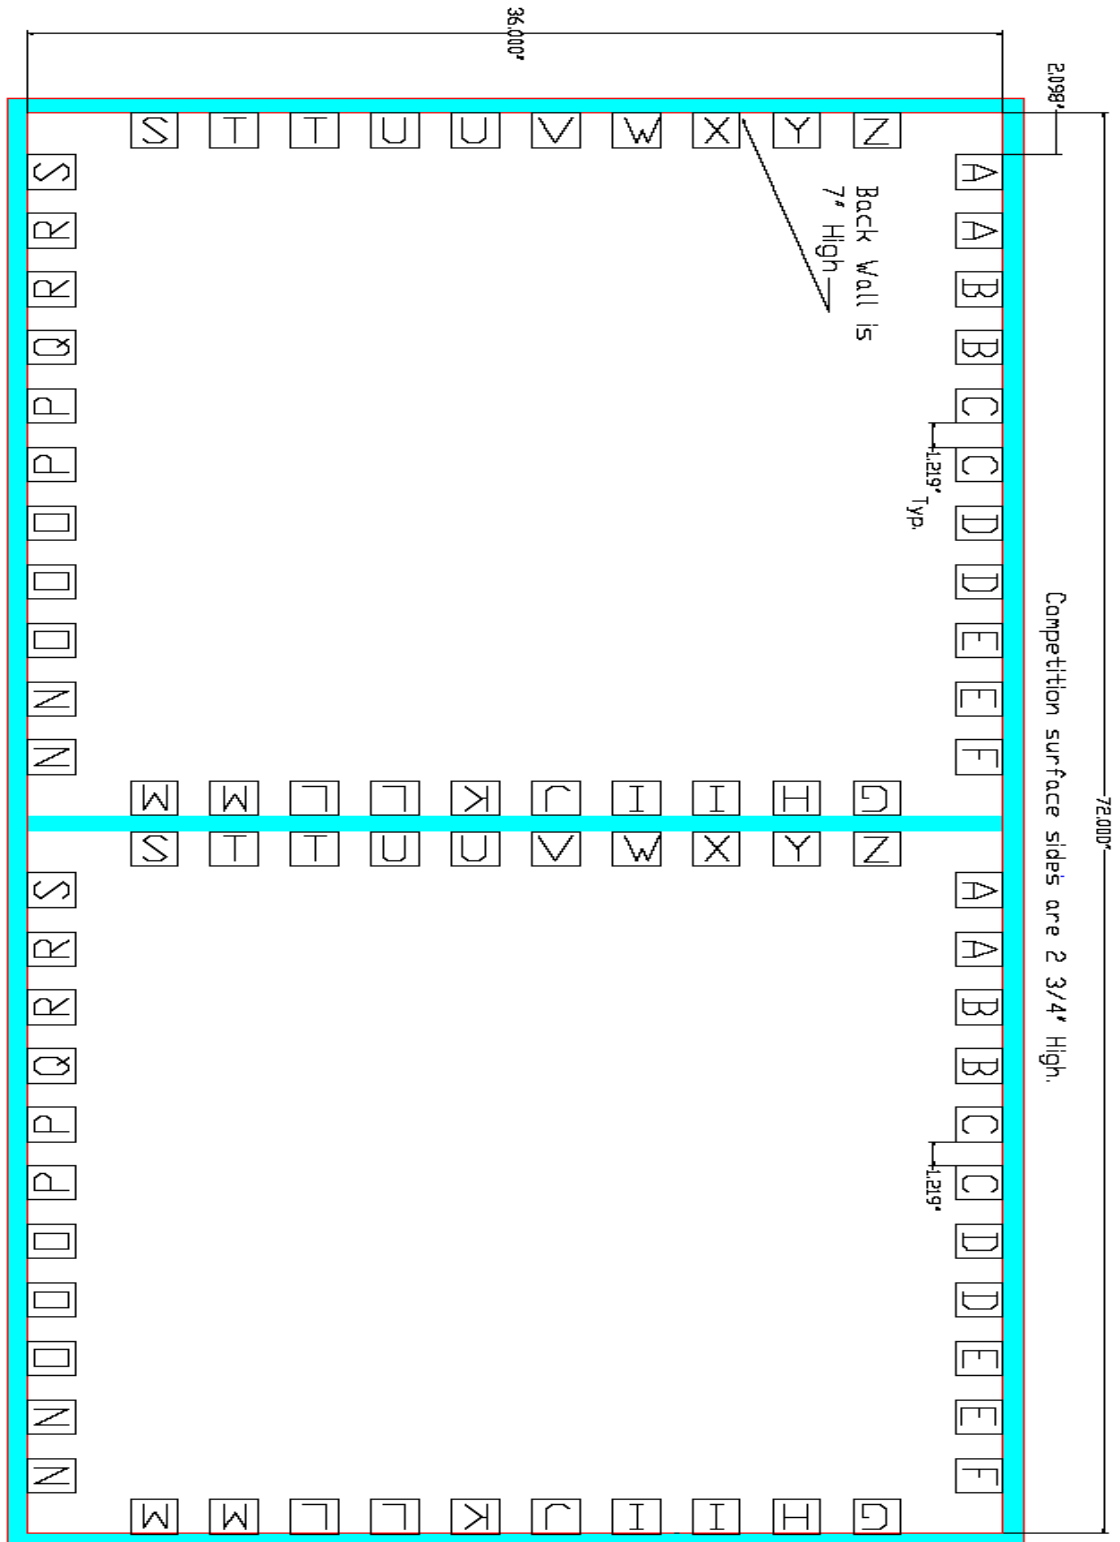 72.000"
Competition surface sides are 2 3/4" High.
2.098"
A A B B C C D D E E F
A A B B C C D D E E F
1.219"
Typ.
1.219"
Back Wall is
7" High
S T T U U V W X Y Z
G H I I J K L L M M
S T T U U V W X Y Z
G H I I J K L L M M
S R R Q P P O O O N N
S R R Q P P O O O N N
36.000"